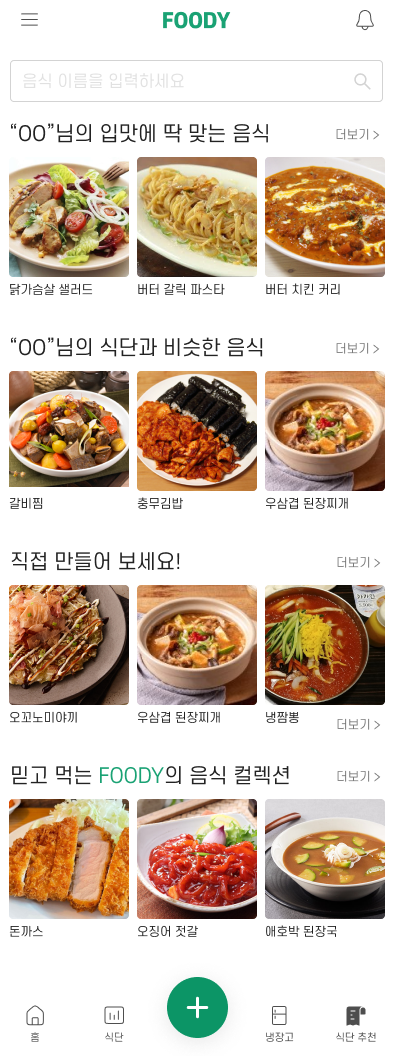 FOODY
음식 이름을 입력하세요
“OO”님의 입맛에 딱 맞는 음식
더보기 >
닭가슴살 샐러드
버터 갈릭 파스타
버터 치킨 커리
“OO”님의 식단과 비슷한 음식
더보기 >
갈비찜
충무김밥
우삼겹 된장찌개
직접 만들어 보세요!
더보기 >
오꼬노미야끼
우삼겹 된장찌개
냉짬뽕
더보기 >
믿고 먹는 FOODY의 음식 컬렉션
더보기 >
돈까스
오징어 젓갈
애호박 된장국
홈
식단
냉장고
식단 추천